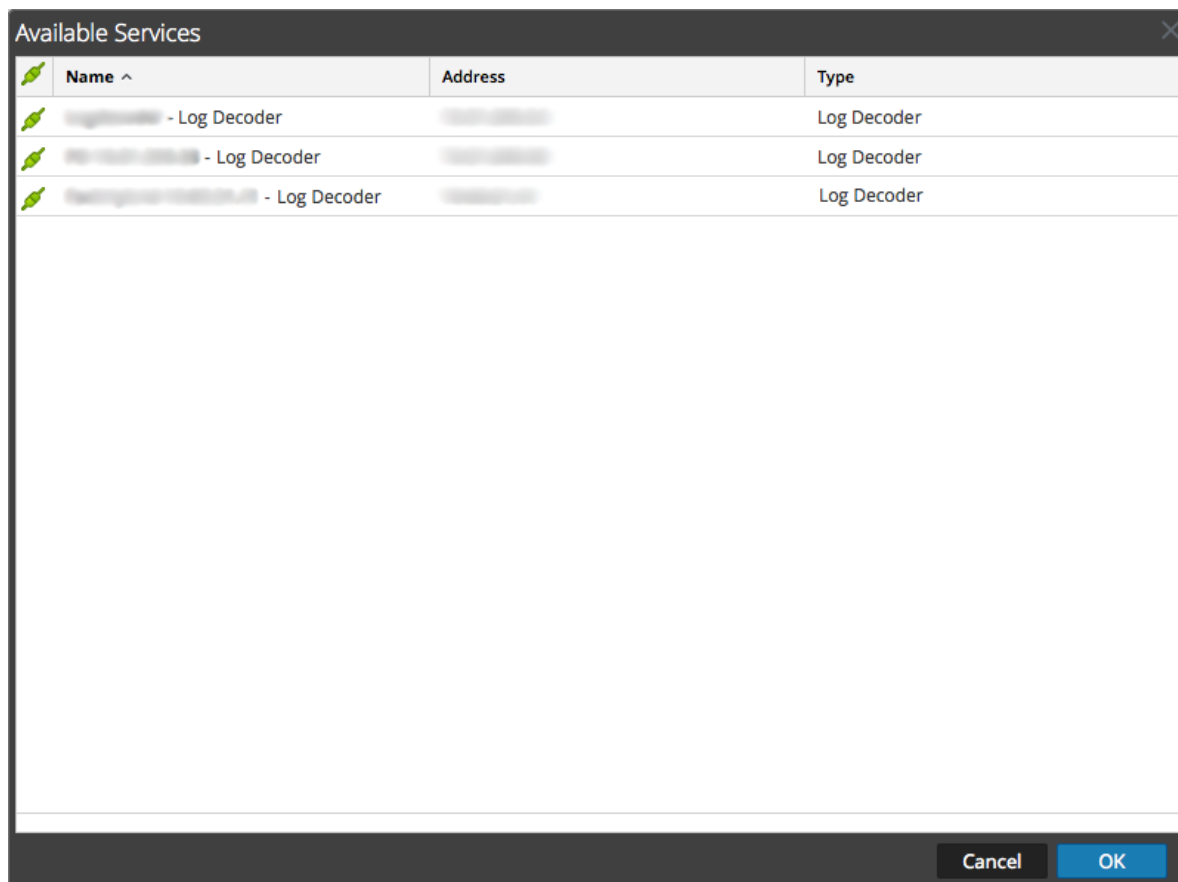 Available Services
Name Address Type
- Log Decoder Log Decoder
- Log Decoder Log Decoder
- Log Decoder Log Decoder
Cancel OK